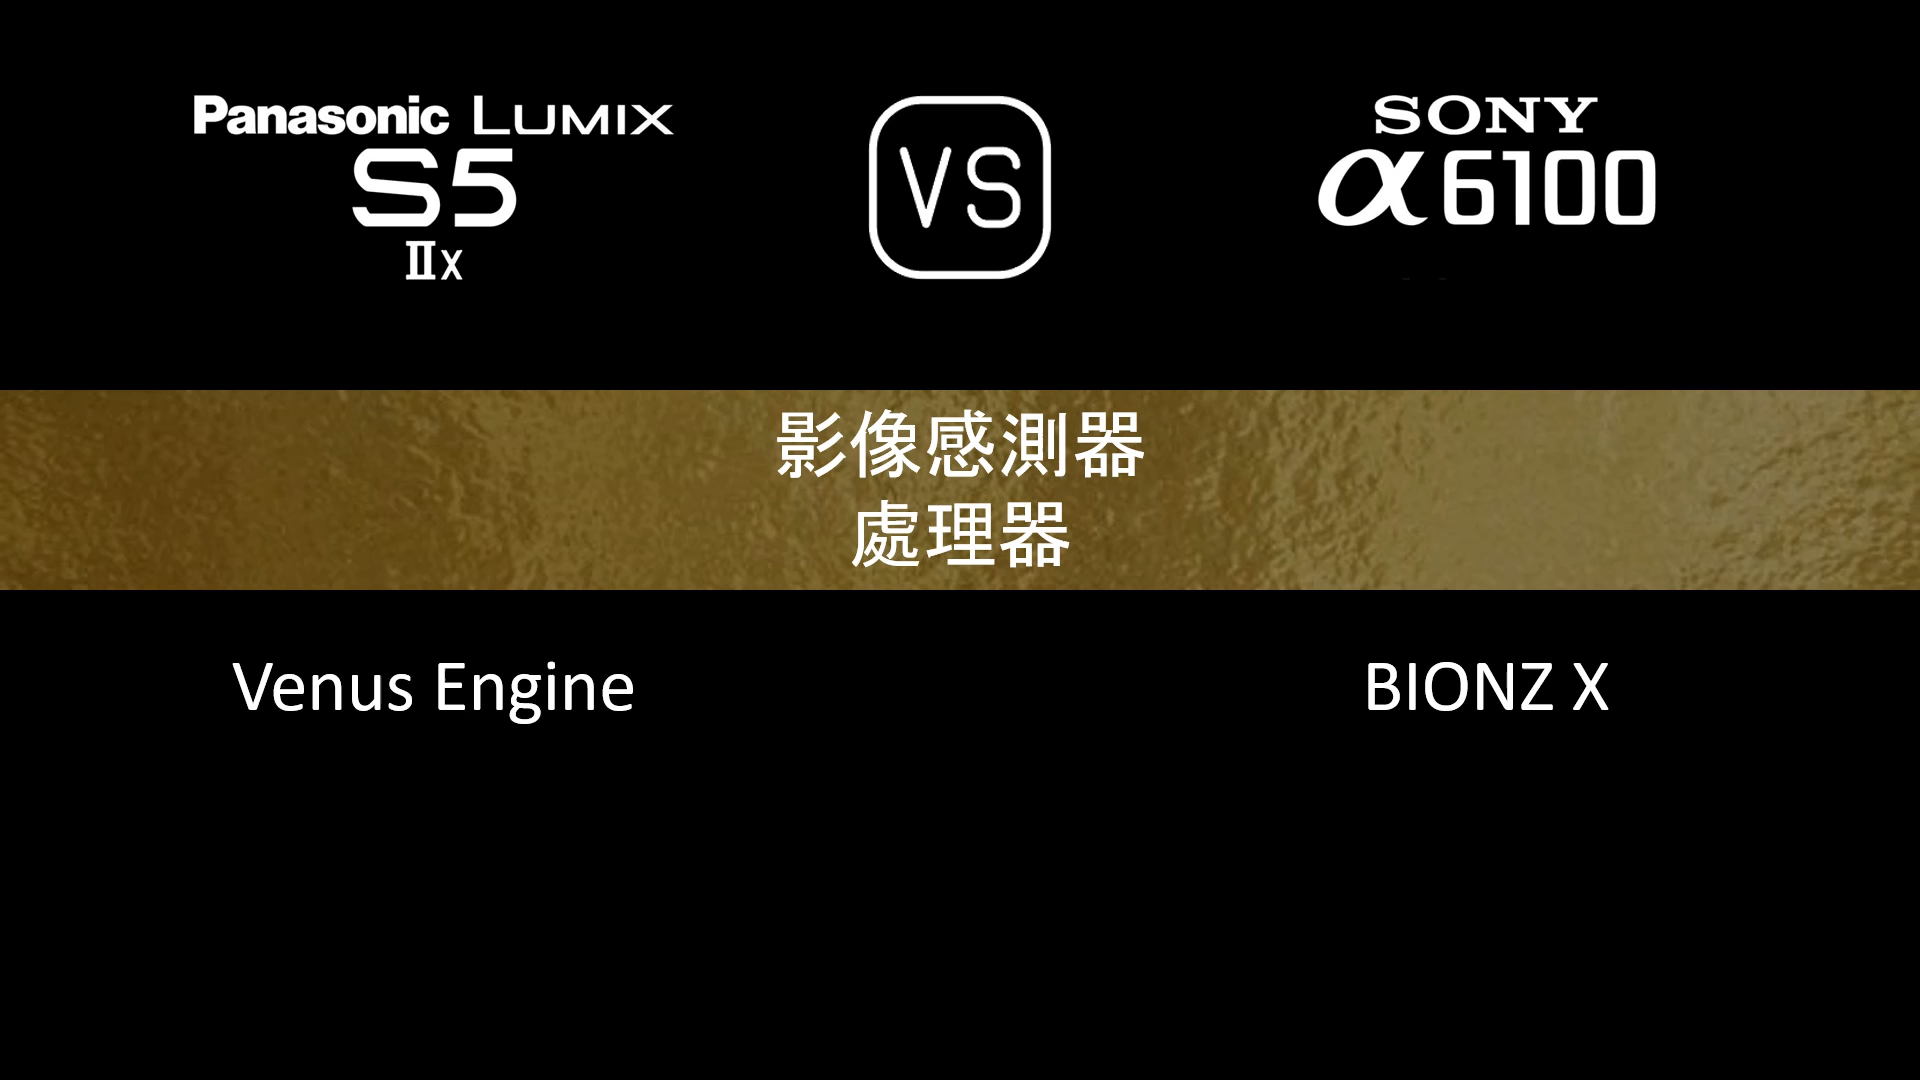 Panasonic LUMIX
S5
IIX
VS
SONY
α6100
影像感測器
處理器
Venus Engine
BIONZ X